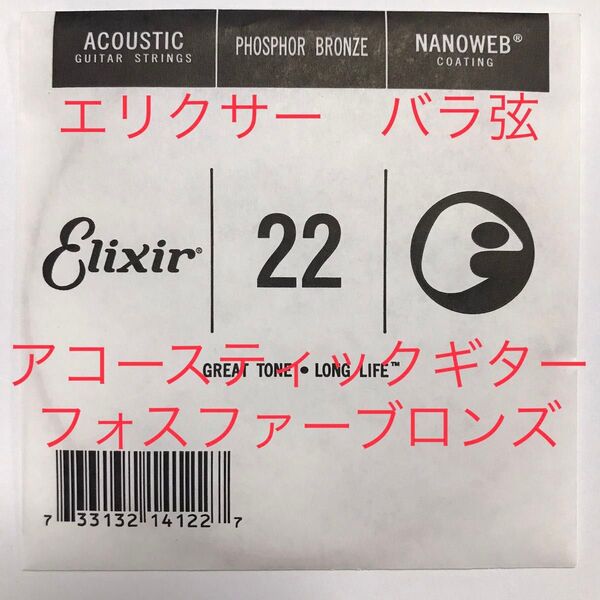 ACOUSTIC
GUITAR STRINGS
PHOSPHOR BRONZE
NANOWEB®
COATING
エリクサー　バラ弦
Elixir®
22
アコースティックギター
GREAT TONE • LONG LIFE™
フォスファーブロンズ
7 33132 14122 7